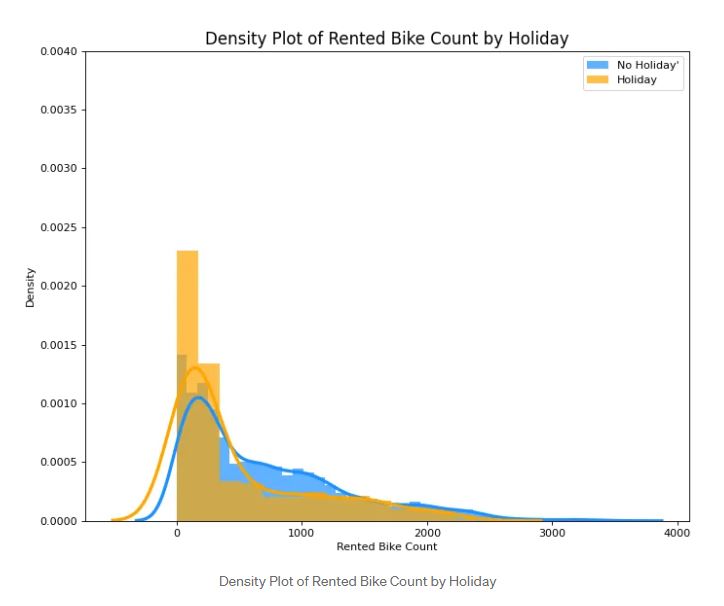 Density Plot of Rented Bike Count by Holiday
No Holiday'
Holiday
0.0040
0.0035
0.0030
0.0025
0.0020
0.0015
0.0010
0.0005
0.0000
Density
0
1000
2000
3000
4000
Rented Bike Count
Density Plot of Rented Bike Count by Holiday